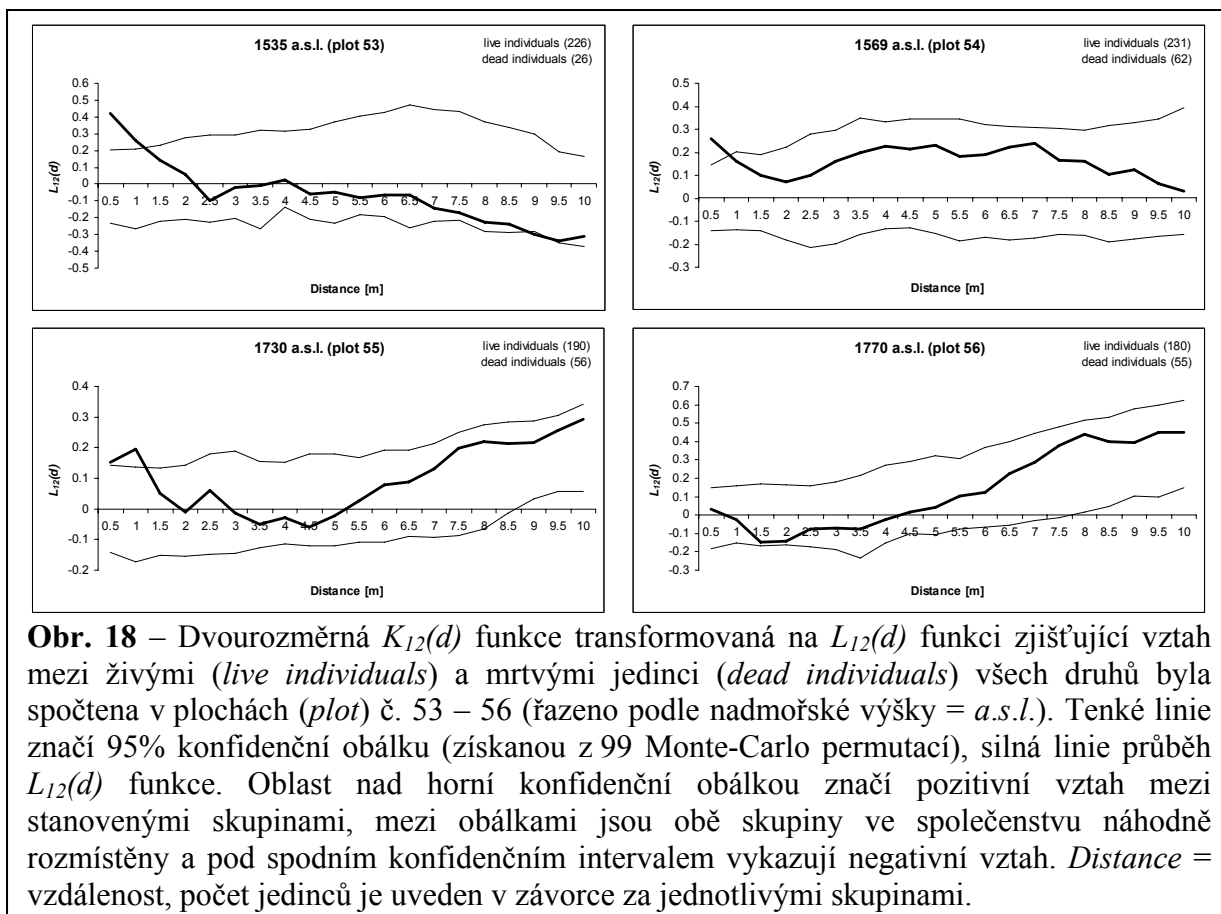 1535 a.s.l. (plot 53)
live individuals (226)
dead individuals (26)
0.6
0.5
0.4
0.3
0.2
0.1
0
-0.1
-0.2
-0.3
-0.4
-0.5
L12(d)
0.5 1 1.5 2 2.5 3 3.5 4 4.5 5 5.5 6 6.5 7 7.5 8 8.5 9 9.5 10
Distance [m]
1569 a.s.l. (plot 54)
live individuals (231)
dead individuals (62)
0.5
0.4
0.3
0.2
0.1
0
-0.1
-0.2
-0.3
L12(d)
0.5 1 1.5 2 2.5 3 3.5 4 4.5 5 5.5 6 6.5 7 7.5 8 8.5 9 9.5 10
Distance [m]
1730 a.s.l. (plot 55)
live individuals (190)
dead individuals (56)
0.4
0.3
0.2
0.1
0
-0.1
-0.2
L12(d)
0.5 1 1.5 2 2.5 3 3.5 4 4.5 5 5.5 6 6.5 7 7.5 8 8.5 9 9.5 10
Distance [m]
1770 a.s.l. (plot 56)
live individuals (180)
dead individuals (55)
0.7
0.6
0.5
0.4
0.3
0.2
0.1
0
-0.1
-0.2
-0.3
L12(d)
0.5 1 1.5 2 2.5 3 3.5 4 4.5 5 5.5 6 6.5 7 7.5 8 8.5 9 9.5 10
Distance [m]
Obr. 18 – Dvourozměrná K12(d) funkce transformovaná na L12(d) funkci zjišťující vztah
mezi živými (live individuals) a mrtvými jedinci (dead individuals) všech druhů byla
spočtena v plochách (plot) č. 53 – 56 (řazeno podle nadmořské výšky = a.s.l.). Tenké linie
značí 95% konfidenční obálku (získanou z 99 Monte-Carlo permutací), silná linie průběh
L12(d) funkce. Oblast nad horní konfidenční obálkou značí pozitivní vztah mezi
stanovenými skupinami, mezi obálkami jsou obě skupiny ve společenstvu náhodně
rozmístěny a pod spodním konfidenčním intervalem vykazují negativní vztah. Distance =
vzdálenost, počet jedinců je uveden v závorce za jednotlivými skupinami.